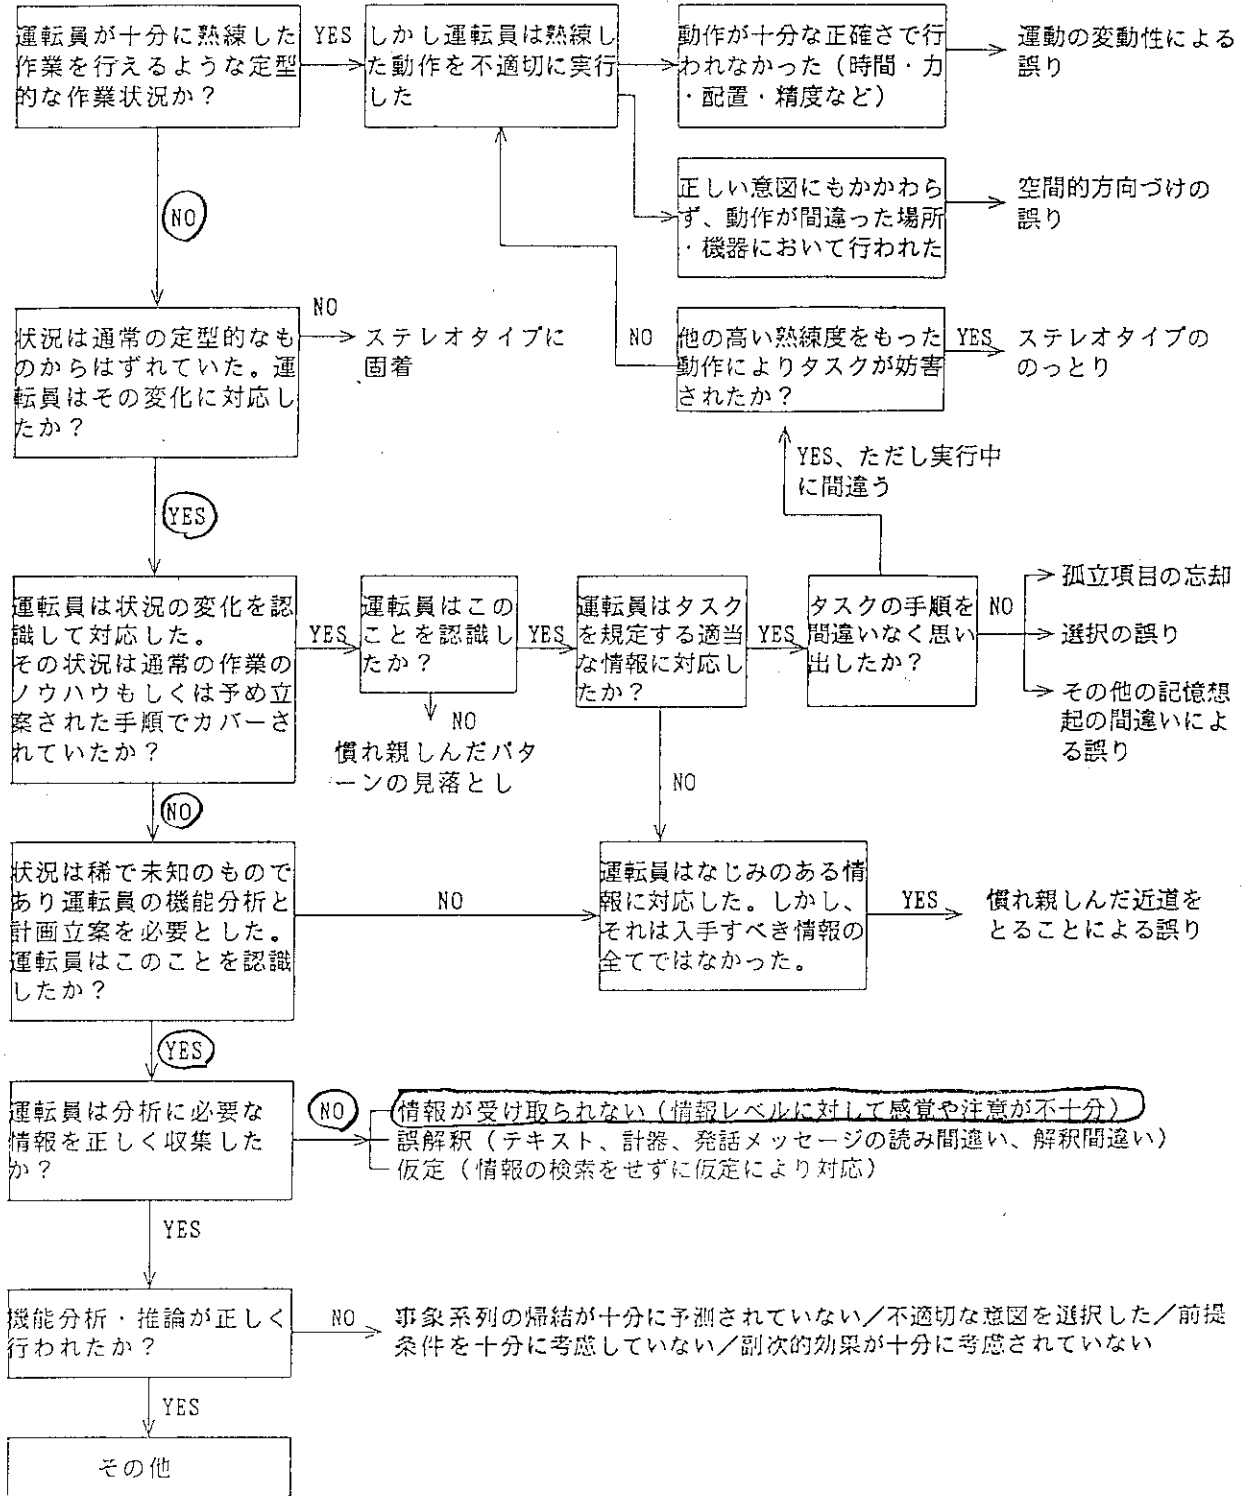 運転員が十分に熟練した
作業を行えるような定型
的な作業状況か？
YES
しかし運転員は熟練し
た動作を不適切に実行
した
動作が十分な正確さで行
われなかった（時間・力
・配置・精度など）
運動の変動性による
誤り
正しい意図にもかかわら
ず、動作が間違った場所
・機器において行われた
空間的方向づけの
誤り
NO
状況は通常の定型的なも
のからはずれていた。運
転員はその変化に対応し
たか？
NO
ステレオタイプに
固着
NO
他の高い熟練度をもった
動作によりタスクが妨害
されたか？
YES
ステレオタイプの
のっとり
YES、ただし実行中
に間違う
YES
運転員は状況の変化を認
識して対応した。
その状況は通常の作業の
ノウハウもしくは予め立
案された手順でカバーさ
れていたか？
YES
運転員はこの
ことを認識し
たか？
YES
運転員はタスク
を規定する適当
な情報に対応し
たか？
YES
タスクの手順を
間違いなく思い
出したか？
NO
孤立項目の忘却
選択の誤り
その他の記憶想
起の間違いによ
る誤り
NO
慣れ親しんだパタ
ーンの見落とし
NO
NO
状況は稀で未知のもので
あり運転員の機能分析と
計画立案を必要とした。
運転員はこのことを認識
したか？
NO
運転員はなじみのある情
報に対応した。しかし、
それは入手すべき情報の
全てではなかった。
YES
慣れ親しんだ近道を
とることによる誤り
YES
運転員は分析に必要な
情報を正しく収集した
か？
NO
情報が受け取られない（情報レベルに対して感覚や注意が不十分）
誤解釈（テキスト、計器、発話メッセージの読み間違い、解釈間違い）
仮定（情報の検索をせずに仮定により対応）
YES
機能分析・推論が正しく
行われたか？
NO
事象系列の帰結が十分に予測されていない／不適切な意図を選択した／前提
条件を十分に考慮していない／副次的効果が十分に考慮されていない
YES
その他